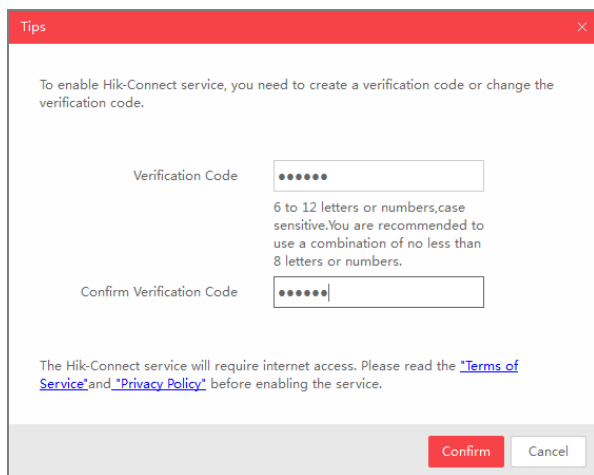 Tips
To enable Hik-Connect service, you need to create a verification code or change the
verification code.
Verification Code ●●●●●●
6 to 12 letters or numbers,case
sensitive.You are recommended to
use a combination of no less than
8 letters or numbers.
Confirm Verification Code ●●●●●●
The Hik-Connect service will require internet access. Please read the "Terms of
Service"and "Privacy Policy" before enabling the service.
Confirm Cancel